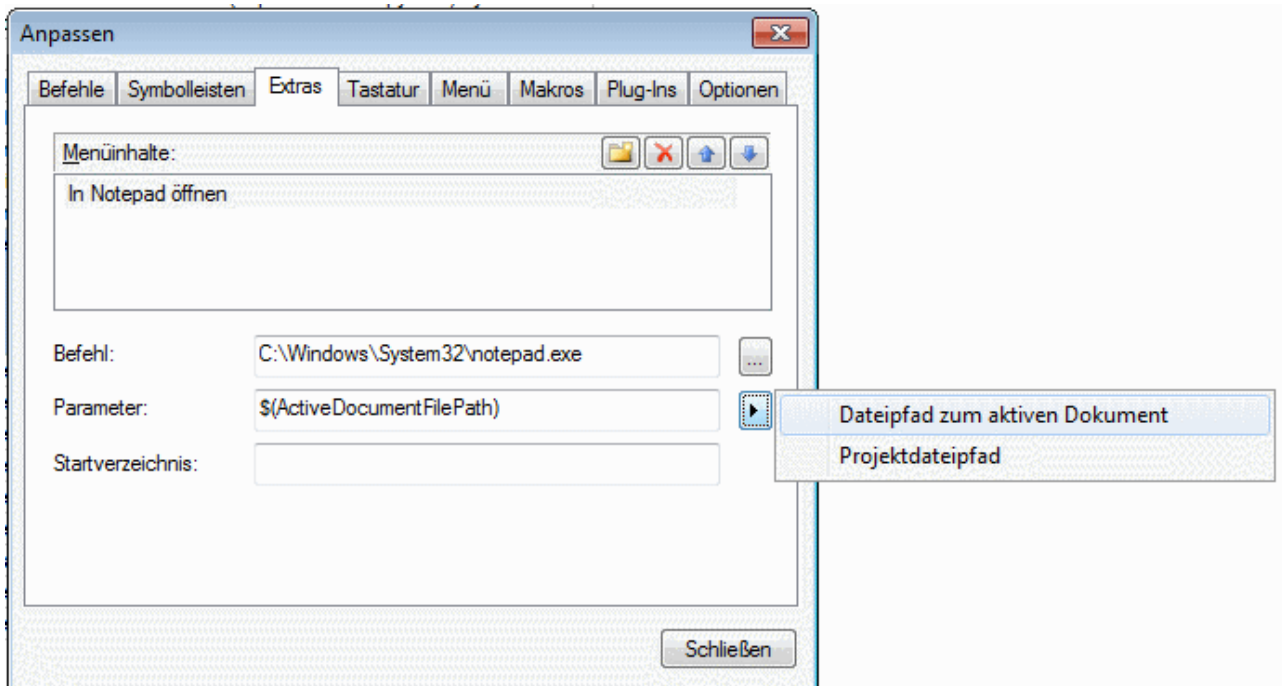 Anpassen
Befehle Symbolleisten Extras Tastatur Menü Makros Plug-Ins Optionen
Menüinhalte:
In Notepad öffnen
Befehl: C:\Windows\System32\notepad.exe ...
Parameter: $(ActiveDocumentFilePath)
Dateipfad zum aktiven Dokument
Projektdateipfad
Startverzeichnis:
Schließen